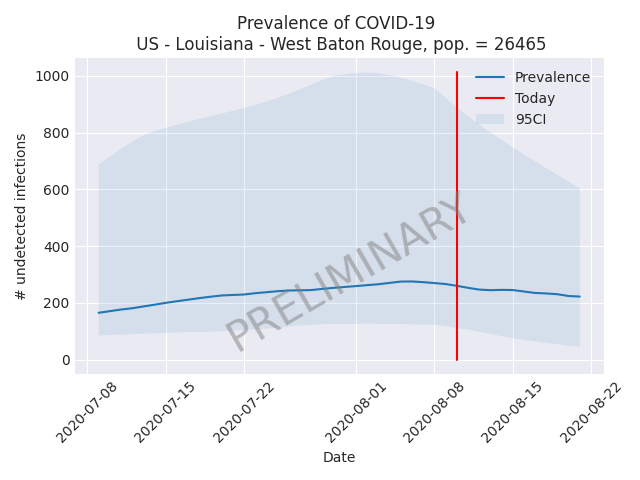 Prevalence of COVID-19
US - Louisiana - West Baton Rouge, pop. = 26465
Prevalence
Today
95CI
1000
800
600
400
200
0
# undetected infections
PRELIMINARY
2020-07-08
2020-07-15
2020-07-22
2020-08-01
2020-08-08
2020-08-15
2020-08-22
Date